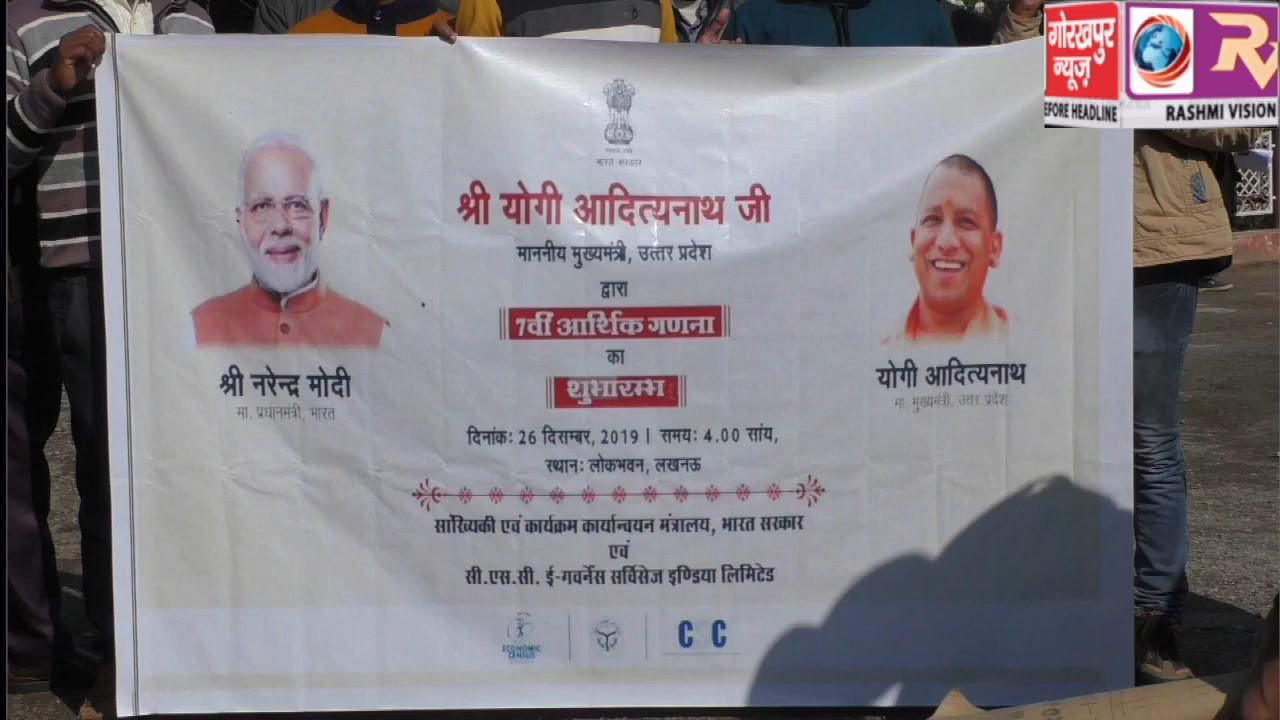 गोरखपुर
न्यूज़
EFORE HEADLINE
RV
RASHMI VISION
भारत सरकार
श्री योगी आदित्यनाथ जी
माननीय मुख्यमंत्री, उत्तर प्रदेश
द्वारा
7वीं आर्थिक गणना
का
शुभारम्भ
श्री नरेन्द्र मोदी
मा. प्रधानमंत्री, भारत
योगी आदित्यनाथ
मा. मुख्यमंत्री, उत्तर प्रदेश
दिनांक: 26 दिसम्बर, 2019 | समय: 4.00 सांय,
स्थान: लोकभवन, लखनऊ
सांख्यिकी एवं कार्यक्रम कार्यान्वयन मंत्रालय, भारत सरकार
एवं
सी.एस.सी. ई-गवर्नेस सर्विसेज इण्डिया लिमिटेड
ECONOMIC
CENSUS
C C